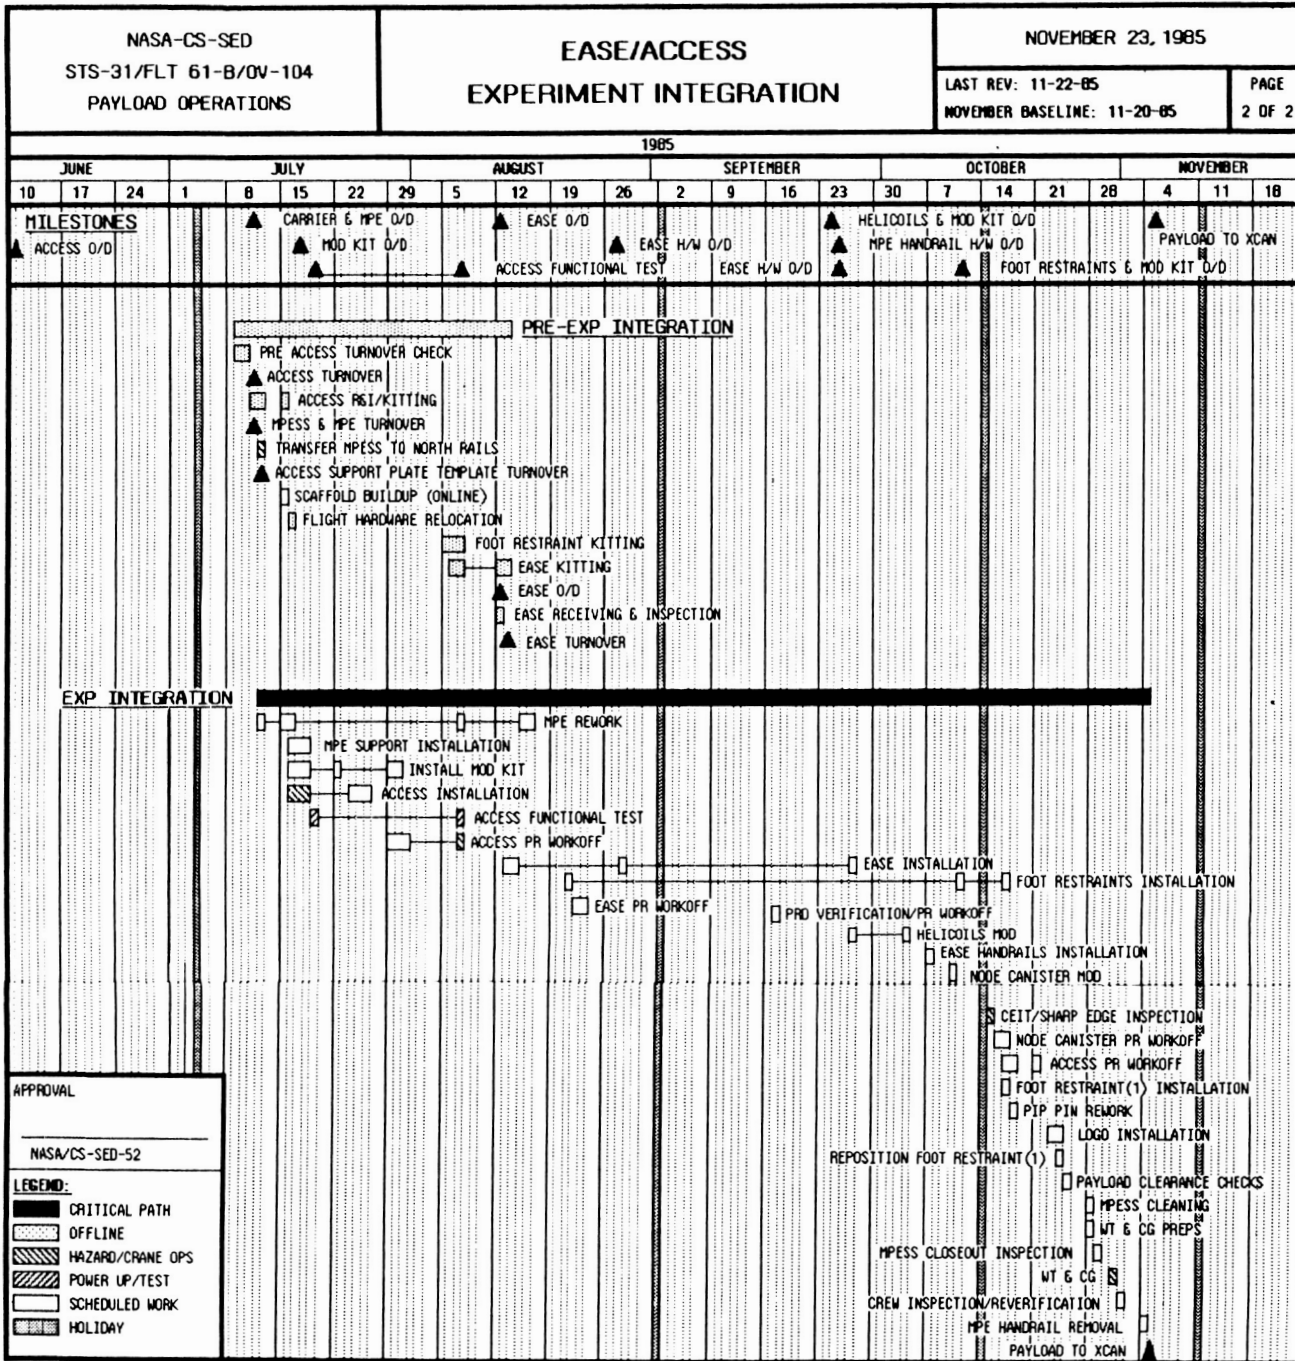 NASA-CS-SED
STS-31/FLT 61-B/OV-104
PAYLOAD OPERATIONS
EASE/ACCESS
EXPERIMENT INTEGRATION
NOVEMBER 23, 1985
LAST REV: 11-22-85
NOVEMBER BASELINE: 11-20-85
PAGE
2 OF 2
1985
JUNE JULY AUGUST SEPTEMBER OCTOBER NOVEMBER
10 17 24 1 8 15 22 29 5 12 19 26 2 9 16 23 30 7 14 21 28 4 11 18
MILESTONES
CARRIER & MPE O/D EASE O/D HELICOILS & MOD KIT O/D
ACCESS O/D MOD KIT O/D EASE H/W O/D MPE HANDRAIL H/W O/D PAYLOAD TO XCAN
ACCESS FUNCTIONAL TEST EASE H/W O/D FOOT RESTRAINTS & MOD KIT O/D
PRE-EXP INTEGRATION
PRE ACCESS TURNOVER CHECK
ACCESS TURNOVER
ACCESS R&I/KITTING
MPESS & MPE TURNOVER
TRANSFER MPESS TO NORTH RAILS
ACCESS SUPPORT PLATE TEMPLATE TURNOVER
SCAFFOLD BUILDUP (ONLINE)
FLIGHT HARDWARE RELOCATION
FOOT RESTRAINT KITTING
EASE KITTING
EASE O/D
EASE RECEIVING & INSPECTION
EASE TURNOVER
EXP INTEGRATION
MPE REWORK
MPE SUPPORT INSTALLATION
INSTALL MOD KIT
ACCESS INSTALLATION
ACCESS FUNCTIONAL TEST
ACCESS PR WORKOFF
EASE INSTALLATION
FOOT RESTRAINTS INSTALLATION
EASE PR WORKOFF
PRD VERIFICATION/PR WORKOFF
HELICOILS MOD
EASE HANDRAILS INSTALLATION
NODE CANISTER MOD
CEIT/SHARP EDGE INSPECTION
NODE CANISTER PR WORKOFF
ACCESS PR WORKOFF
FOOT RESTRAINT(1) INSTALLATION
PIP PIN REWORK
LOGO INSTALLATION
REPOSITION FOOT RESTRAINT(1)
PAYLOAD CLEARANCE CHECKS
MPESS CLEANING
WT & CG PREPS
MPESS CLOSEOUT INSPECTION
WT & CG
CREW INSPECTION/REVERIFICATION
MPE HANDRAIL REMOVAL
PAYLOAD TO XCAN
APPROVAL
NASA/CS-SED-52
LEGEND:
CRITICAL PATH
OFFLINE
HAZARD/CRANE OPS
POWER UP/TEST
SCHEDULED WORK
HOLIDAY